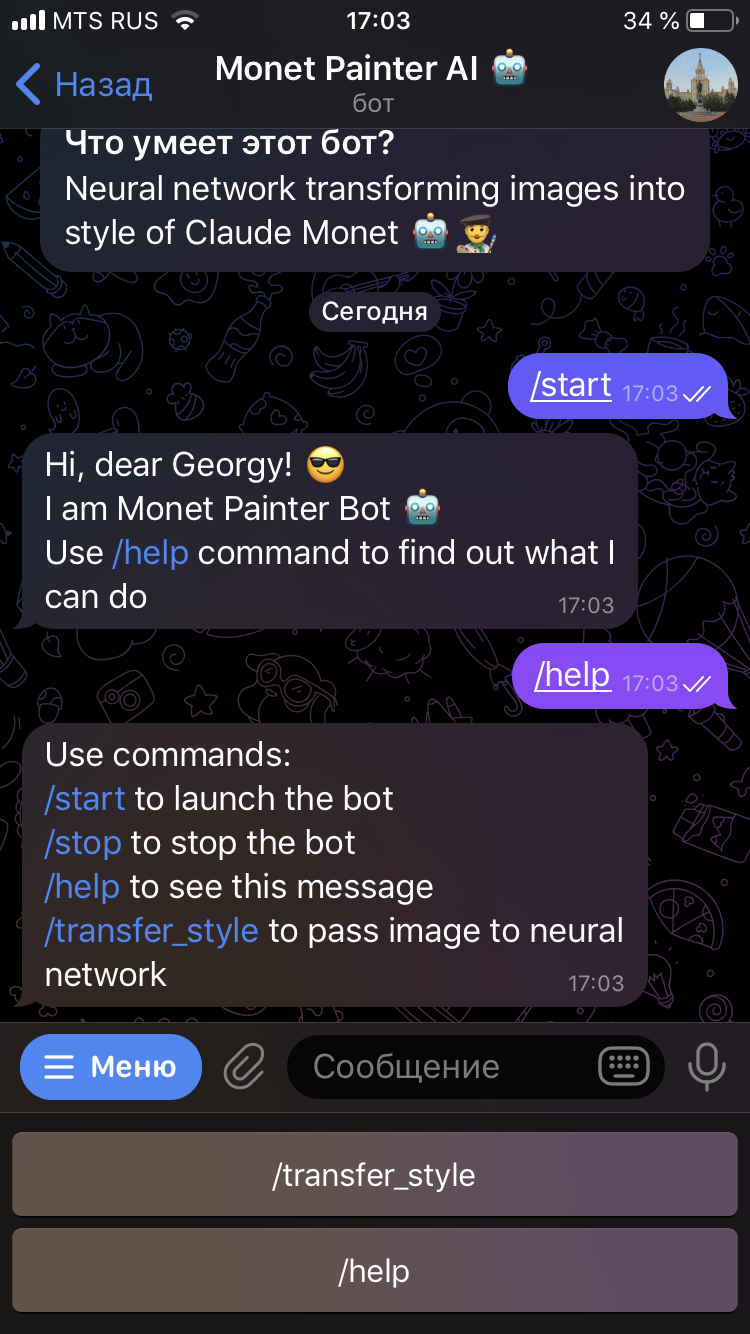 MTS RUS 17:03 34 %
Назад
Monet Painter AI 🤖
бот
Что умеет этот бот?
Neural network transforming images into
style of Claude Monet 🤖👨‍🎨
Сегодня
/start 17:03
Hi, dear Georgy! 😎
I am Monet Painter Bot 🤖
Use /help command to find out what I
can do 17:03
/help 17:03
Use commands:
/start to launch the bot
/stop to stop the bot
/help to see this message
/transfer_style to pass image to neural
network 17:03
Меню
Сообщение
/transfer_style
/help